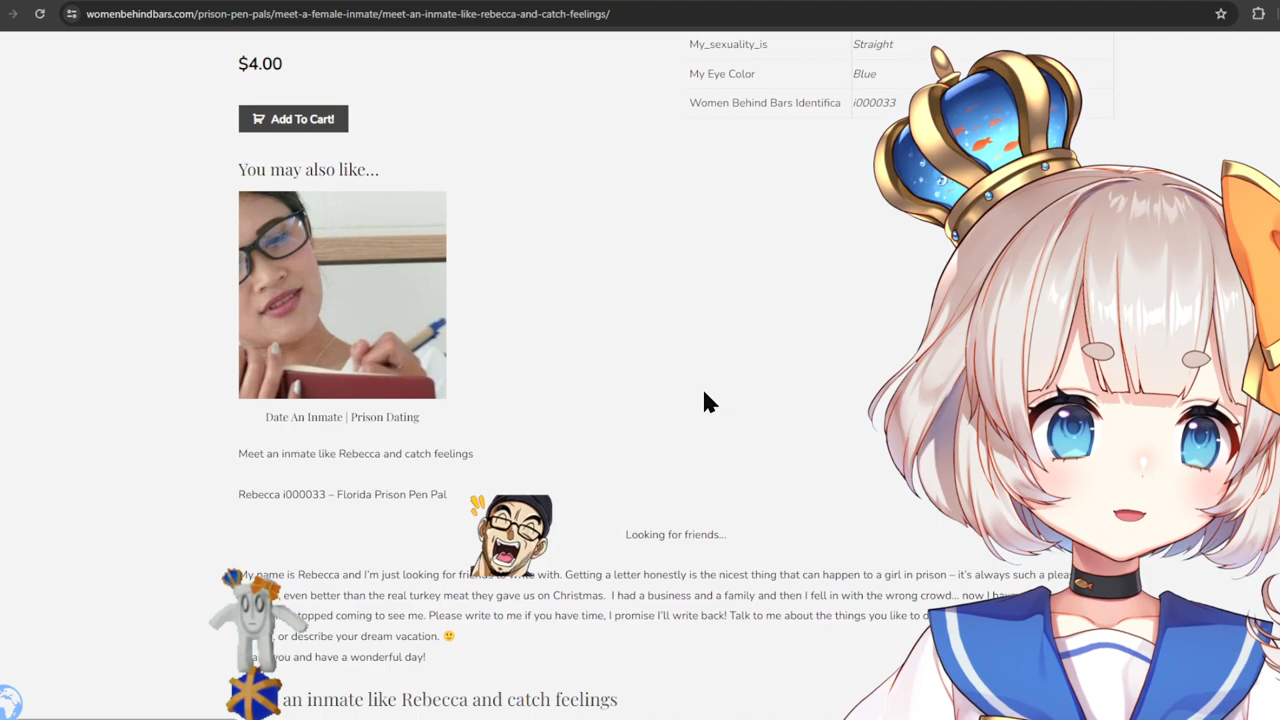 womenbehindbars.com/prison-pen-pals/meet-a-female-inmate/meet-an-inmate-like-rebecca-and-catch-feelings/
My_sexuality_is Straight
$4.00
My Eye Color Blue
Women Behind Bars Identifica i000033
Add To Cart!
You may also like...
Date An Inmate | Prison Dating
Meet an inmate like Rebecca and catch feelings
Rebecca i000033 – Florida Prison Pen Pal
Looking for friends...
My name is Rebecca and I'm just looking for to write with. Getting a letter honestly is the nicest thing that can happen to a girl in prison – it's always such a
even better than the real turkey meat they gave us on Christmas. I had a business and a family and then I fell in with the wrong crowd... now I
topped coming to see me. Please write to me if you have time, I promise I'll write back! Talk to me about the things you like to
or describe your dream vacation. 🙂
you and have a wonderful day!
an inmate like Rebecca and catch feelings